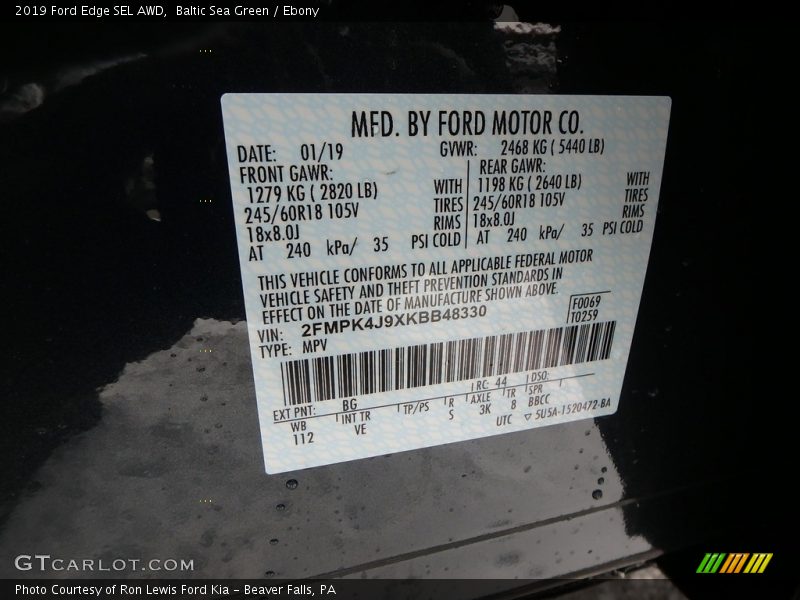 2019 Ford Edge SEL AWD,  Baltic Sea Green / Ebony
MFD. BY FORD MOTOR CO.
DATE: 01/19 GVWR: 2468 KG ( 5440 LB)
FRONT GAWR: REAR GAWR:
1279 KG ( 2820 LB) WITH 1198 KG ( 2640 LB) WITH
245/60R18 105V TIRES 245/60R18 105V TIRES
18x8.0J RIMS 18x8.0J RIMS
AT 240 kPa/ 35 PSI COLD AT 240 kPa/ 35 PSI COLD
THIS VEHICLE CONFORMS TO ALL APPLICABLE FEDERAL MOTOR
VEHICLE SAFETY AND THEFT PREVENTION STANDARDS IN
EFFECT ON THE DATE OF MANUFACTURE SHOWN ABOVE.
VIN: 2FMPK4J9XKBB48330 F0069
TYPE: MPV T0259
EXT PNT: BG RC: 44 DSO:
WB INT TR TP/PS R AXLE TR SPR
112 VE S 3K 8 BBCC
UTC ▽ 5U5A-1520472-BA
GTCARLOT.COM
Photo Courtesy of Ron Lewis Ford Kia – Beaver Falls, PA